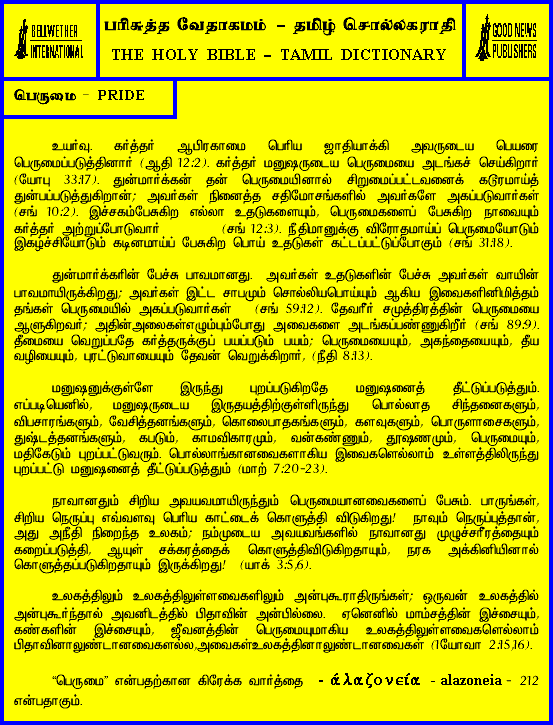 BELLWETHER
INTERNATIONAL
பரிசுத்த வேதாகமம் – தமிழ் சொல்லகராதி
THE HOLY BIBLE – TAMIL DICTIONARY
GOOD NEWS
PUBLISHERS
பெருமை - PRIDE
உயர்வு. கர்த்தர் ஆபிரகாமை பெரிய ஜாதியாக்கி அவருடைய பெயரை
பெருமைப்படுத்தினார் (ஆதி 12:2). கர்த்தர் மனுஷருடைய பெருமையை அடங்கச் செய்கிறார்
(யோபு 33:17). துன்மார்க்கன் தன் பெருமையினால் சிறுமைப்பட்டவனைக் கடூரமாய்த்
துன்பப்படுத்துகிறான்; அவர்கள் நினைத்த சதிமோசங்களில் அவர்களே அகப்படுவார்கள்
(சங் 10:2). இச்சகம்பேசுகிற எல்லா உதடுகளையும், பெருமைகளைப் பேசுகிற நாவையும்
கர்த்தர் அறுப்போடுவார் (சங் 12:3). நீதிமானுக்கு விரோதமாய்ப் பெருமையோடும்
இகழ்ச்சியோடும் கடினமாய்ப் பேசுகிற பொய் உதடுகள் கட்டப்பட்டுப்போகும் (சங் 31:18).
துன்மார்க்கரின் பேச்சு பாவமானது. அவர்கள் உதடுகளின் பேச்சு அவர்கள் வாயின்
பாவமாயிருக்கிறது; அவர்கள் இட்ட சாபமும் சொல்லியபொய்யும் ஆகிய இவைகளினிமித்தம்
தங்கள் பெருமையில் அகப்படுவார்கள் (சங் 59:12). தேவரீர் சமுத்திரத்தின் பெருமையை
ஆளுகிறவர்; அதின்அலைகள்எழும்பும்போது அவைகளை அடங்கப்பண்ணுகிறீர் (சங் 89:9).
தீமையை வெறுப்பதே கர்த்தருக்குப் பயப்படும் பயம்; பெருமையையும், அகந்தையையும், தீய
வழியையும், புரட்டுவாயையும் தேவன் வெறுக்கிறார், (நீதி 8:13).
மனுஷனுக்குள்ளே இருந்து புறப்படுகிறதே மனுஷனைத் தீட்டுப்படுத்தும்.
எப்படியெனில், மனுஷருடைய இருதயத்திற்குள்ளிருந்து பொல்லாத சிந்தனைகளும்,
விபசாரங்களும், வேசித்தனங்களும், கொலைபாதகங்களும், களவுகளும், பொருளாசைகளும்,
துஷ்டத்தனங்களும், கபடும், காமவிகாரமும், வன்கண்ணும், தூஷணமும், பெருமையும்,
மதிகேடும் புறப்பட்டுவரும். பொல்லாங்கானவைகளாகிய இவைகளெல்லாம் உள்ளத்திலிருந்து
புறப்பட்டு மனுஷனைத் தீட்டுப்படுத்தும் (மாற் 7:20-23).
நாவானதும் சிறிய அவயவமாயிருந்தும் பெருமையானவைகளைப் பேசும். பாருங்கள்,
சிறிய நெருப்பு எவ்வளவு பெரிய காட்டைக் கொளுத்தி விடுகிறது! நாவும் நெருப்புத்தான்,
அது அநீதி நிறைந்த உலகம்; நம்முடைய அவயவங்களில் நாவானது முழுச்சரீரத்தையும்
கறைப்படுத்தி, ஆயுள் சக்கரத்தைக் கொளுத்திவிடுகிறதாயும், நரக அக்கினியினால்
கொளுத்தப்படுகிறதாயும் இருக்கிறது! (யாக் 3:5,6).
உலகத்திலும் உலகத்திலுள்ளவைகளிலும் அன்புகூராதிருங்கள்; ஒருவன் உலகத்தில்
அன்புகூர்ந்தால் அவனிடத்தில் பிதாவின் அன்பில்லை. ஏனெனில் மாம்சத்தின் இச்சையும்,
கண்களின் இச்சையும், ஜீவனத்தின் பெருமையுமாகிய உலகத்திலுள்ளவைகளெல்லாம்
பிதாவினாலுண்டானவைகளல்ல,அவைகள்உலகத்தினாலுண்டானவைகள் (1யோவா 2:15,16).
“பெருமை” என்பதற்கான கிரேக்க வார்த்தை - ἀλαζονεία - alazoneia - 212
என்பதாகும்.